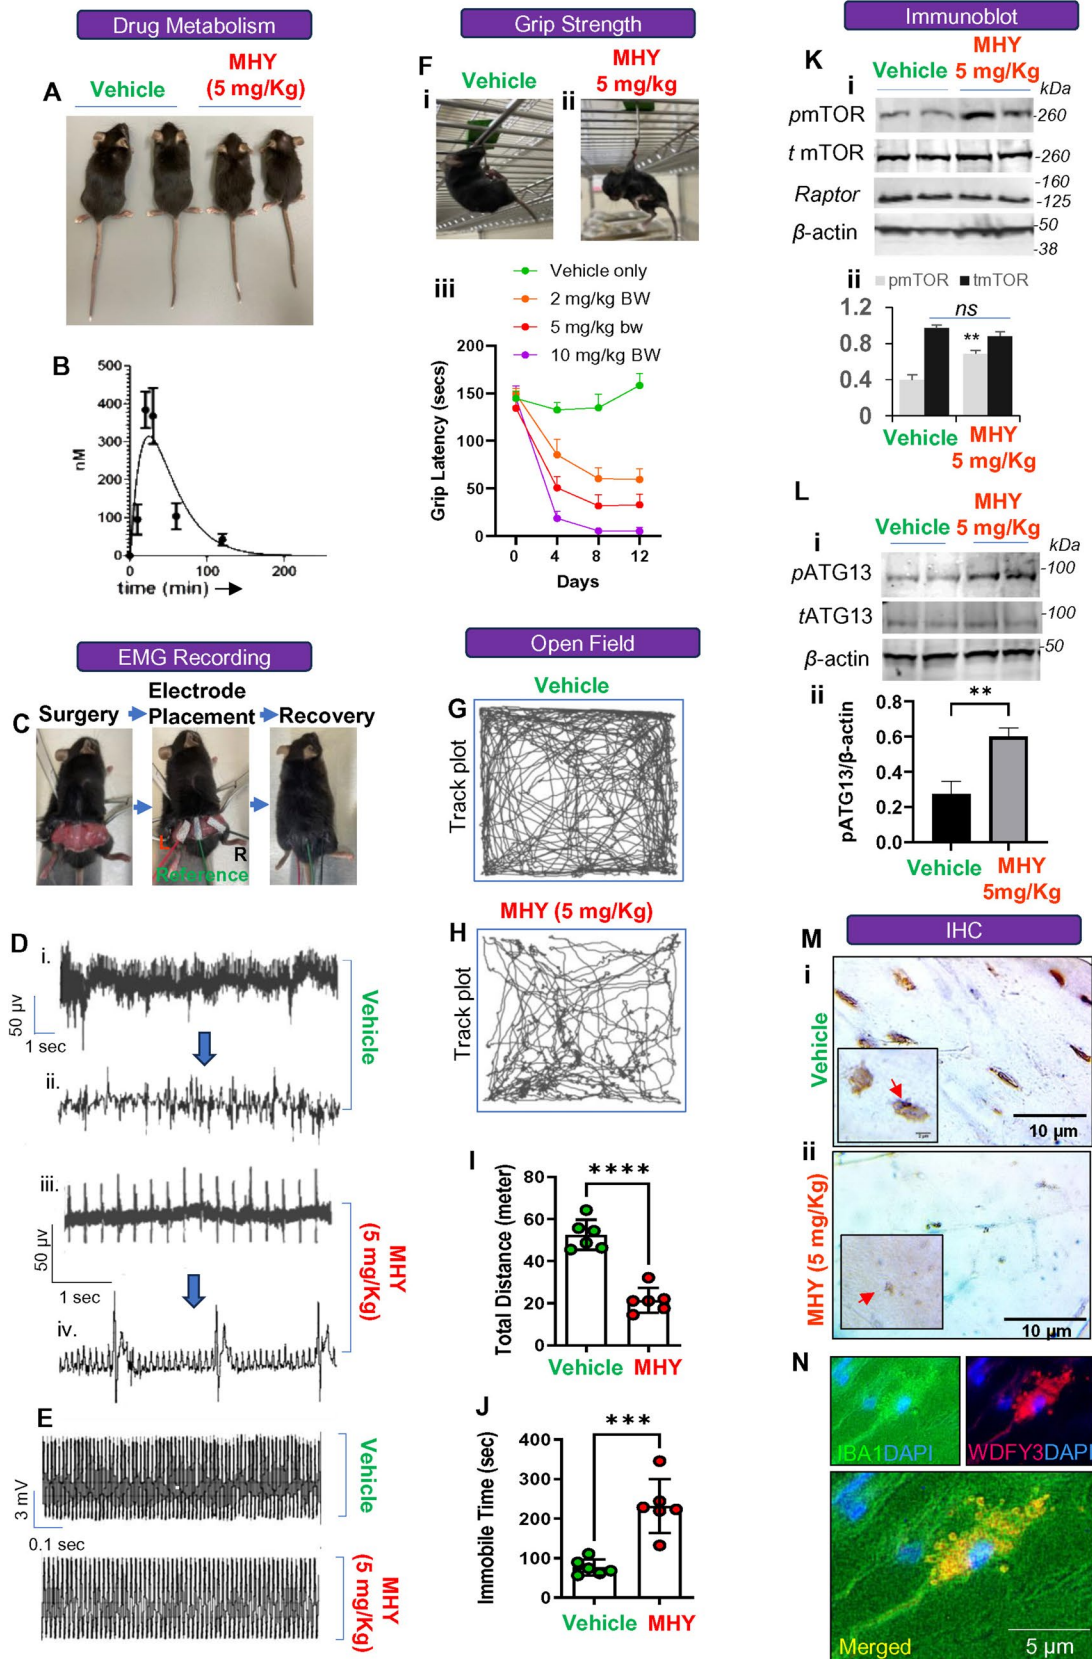 Drug Metabolism
MHY
(5 mg/Kg)
Vehicle
A
B
500
400
300
200
100
0
nM
0
100
200
time (min)
EMG Recording
C
Surgery
Electrode
Placement
Recovery
L
R
Reference
D
i.
50 µv
1 sec
ii.
Vehicle
iii.
50 µv
1 sec
iv.
MHY
(5 mg/Kg)
E
3 mV
0.1 sec
Vehicle
MHY
(5 mg/Kg)
Grip Strength
F
Vehicle
MHY
5 mg/kg
i
ii
iii
Vehicle only
2 mg/kg BW
5 mg/kg bw
10 mg/kg BW
Grip Latency (secs)
200
150
100
50
0
0
4
8
12
Days
Open Field
Vehicle
G
Track plot
MHY (5 mg/Kg)
H
Track plot
I
Total Distance (meter)
80
60
40
20
0
****
Vehicle
MHY
J
Immobile Time (sec)
400
300
200
100
0
***
Vehicle
MHY
Immunoblot
K
Vehicle
MHY
5 mg/Kg
i
kDa
pmTOR
-260
t mTOR
-260
Raptor
-160
-125
β-actin
-50
-38
ii
pmTOR
tmTOR
1.2
0.8
0.4
0
ns
**
Vehicle
MHY
5 mg/Kg
L
Vehicle
MHY
5 mg/Kg
i
kDa
pATG13
-100
tATG13
-100
β-actin
-50
ii
pATG13/β-actin
0.8
0.6
0.4
0.2
0.0
**
Vehicle
MHY
5mg/Kg
IHC
M
i
Vehicle
10 µm
ii
MHY (5 mg/Kg)
10 µm
N
IBA1DAPI
WDFY3DAPI
Merged
5 µm